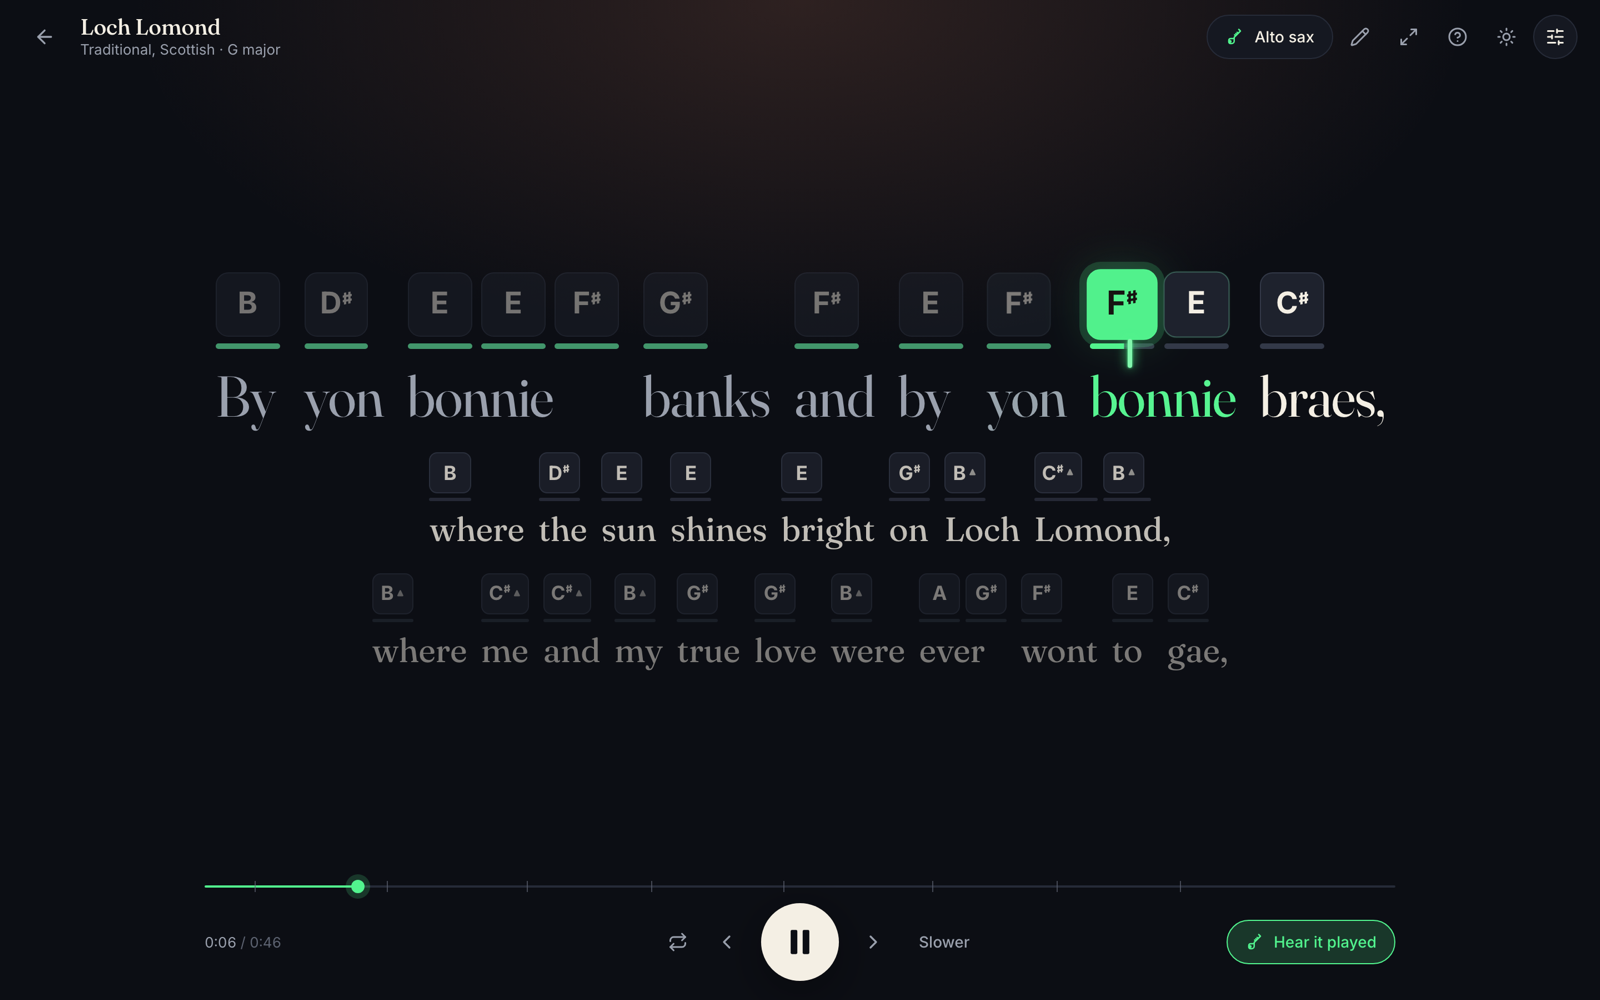 Loch Lomond
Traditional, Scottish · G major
Alto sax
B D♯ E E F♯ G♯ F♯ E F♯ F♯ E C♯
By yon bonnie banks and by yon bonnie braes,
B D♯ E E E G♯ B▲ C♯▲ B▲
where the sun shines bright on Loch Lomond,
B▲ C♯▲ C♯▲ B▲ G♯ G♯ B▲ A G♯ F♯ E C♯
where me and my true love were ever wont to gae,
0:06 / 0:46
Slower
Hear it played